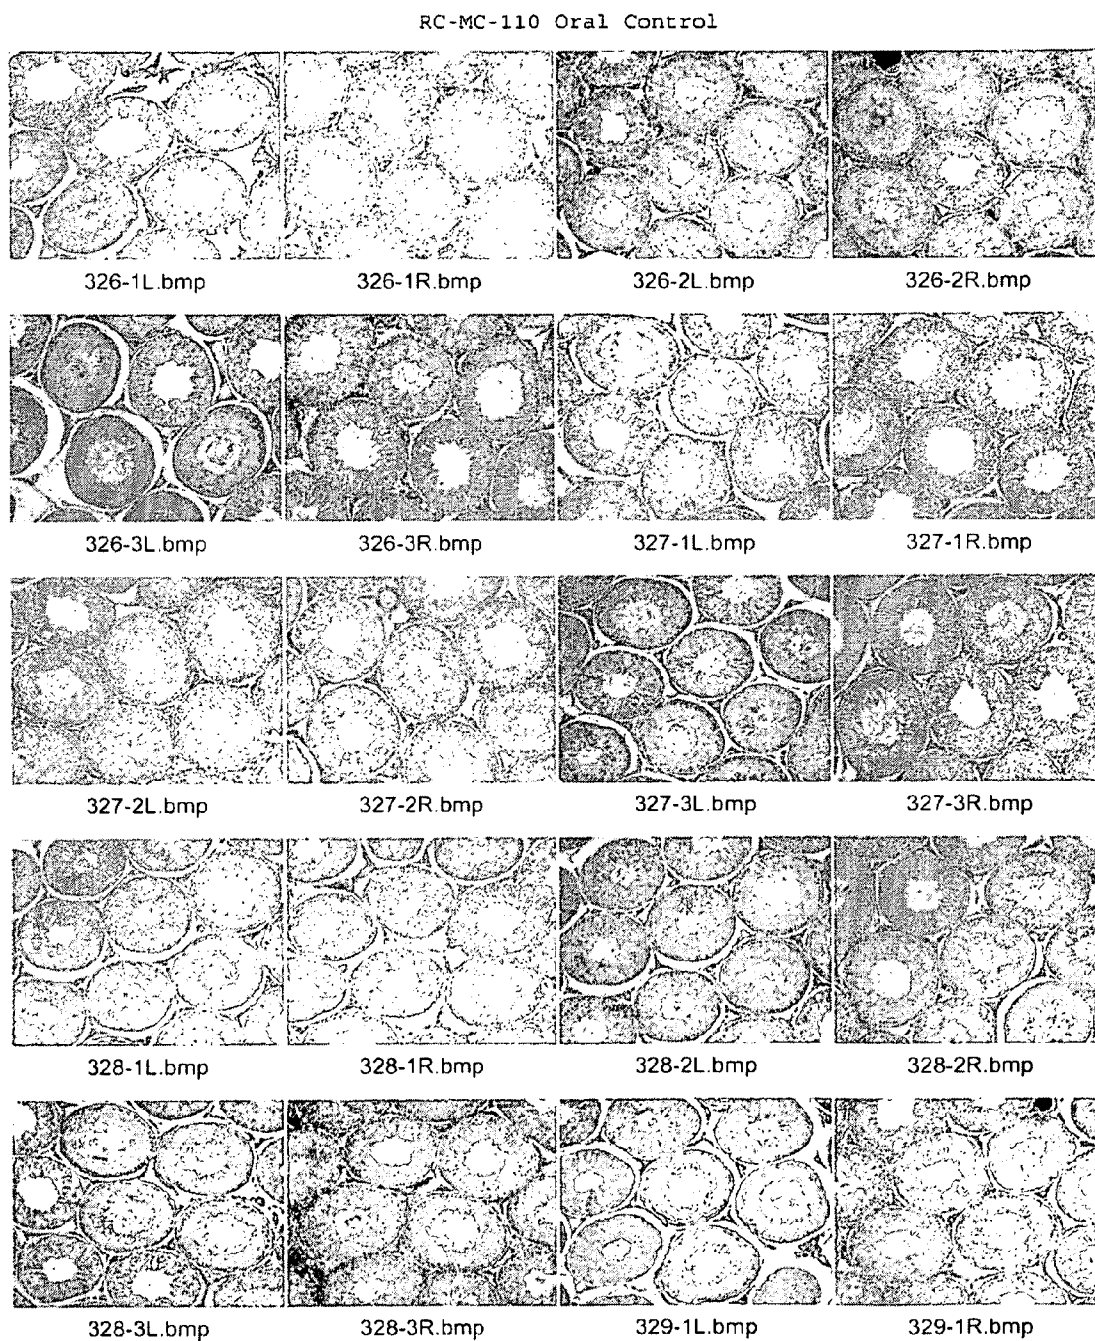 RC-MC-110 Oral Control
326-1L.bmp 326-1R.bmp 326-2L.bmp 326-2R.bmp
326-3L.bmp 326-3R.bmp 327-1L.bmp 327-1R.bmp
327-2L.bmp 327-2R.bmp 327-3L.bmp 327-3R.bmp
328-1L.bmp 328-1R.bmp 328-2L.bmp 328-2R.bmp
328-3L.bmp 328-3R.bmp 329-1L.bmp 329-1R.bmp